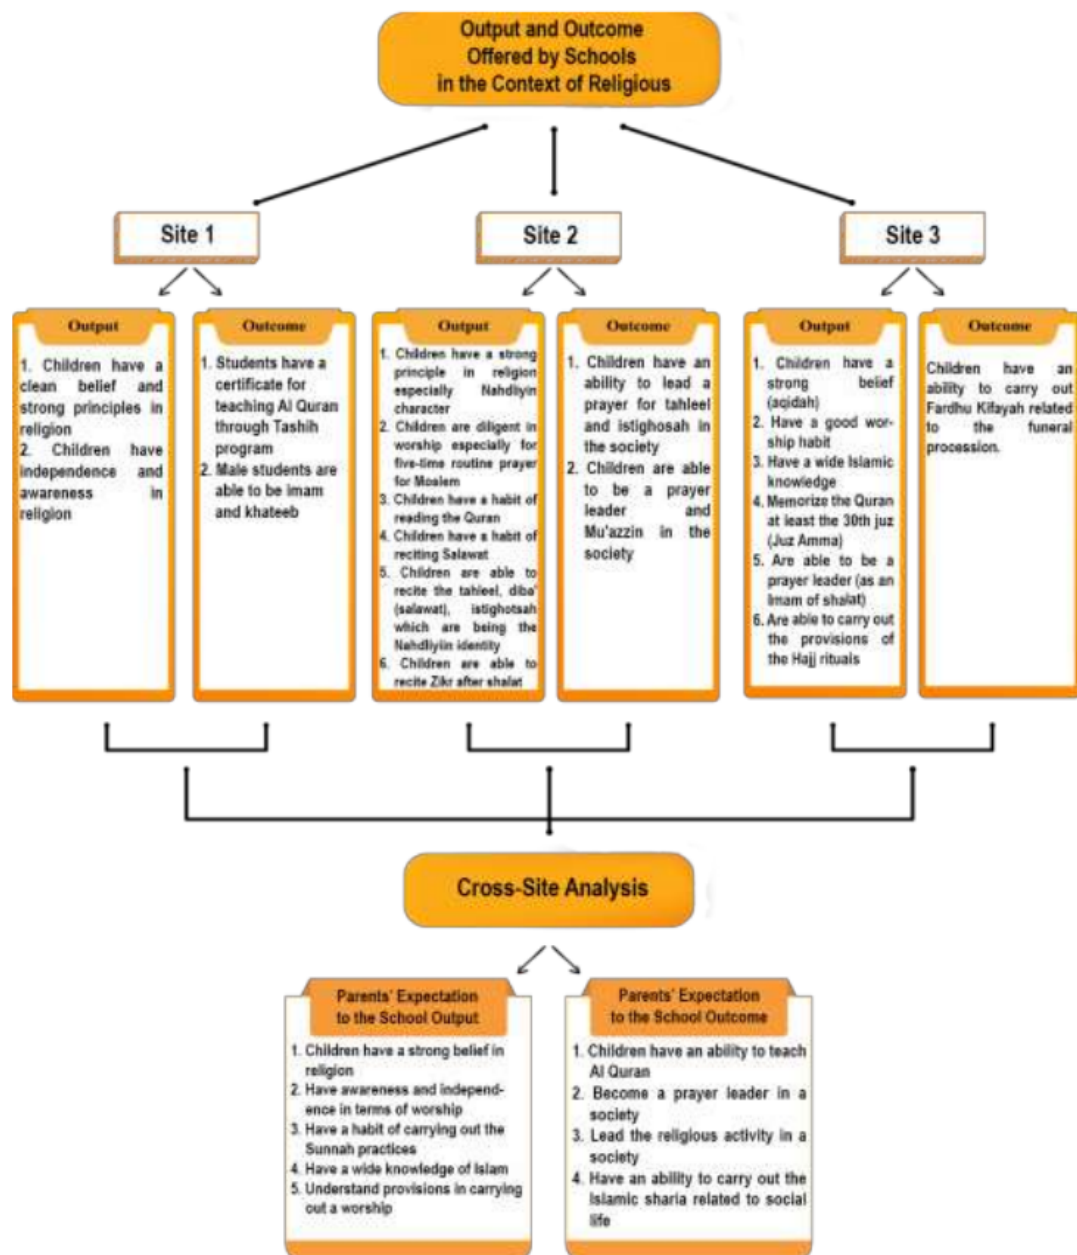 Output and Outcome
Offered by Schools
in the Context of Religious
Site 1
Site 2
Site 3
Output
1. Children have a
clean belief and
strong principles in
religion
2. Children have
independence and
awareness in
religion
Outcome
1. Students have a
certificate for
teaching Al Quran
through Tashih
program
2. Male students are
able to be imam
and khateeb
Output
1. Children have a strong
principle in religion
especially Nahdliyin
character
2. Children are diligent in
worship especially for
five-time routine prayer
for Moslem
3. Children have a habit of
reading the Quran
4. Children have a habit of
reciting Salawat
5. Children are able to
recite the tahleel, diba'
(salawat), istighotsah
which are being the
Nahdliyiin identity
6. Children are able to
recite Zikr after shalat
Outcome
1. Children have an
ability to lead a
prayer for tahleel
and istighosah in
the society
2. Children are able
to be a prayer
leader and
Mu'azzin in the
society
Output
1. Children have a
strong belief
(aqidah)
2. Have a good wor-
ship habit
3. Have a wide Islamic
knowledge
4. Memorize the Quran
at least the 30th juz
(Juz Amma)
5. Are able to be a
prayer leader (as an
Imam of shalat)
6. Are able to carry out
the provisions of
the Hajj rituals
Outcome
Children have an
ability to carry out
Fardhu Kifayah related
to the funeral
procession.
Cross-Site Analysis
Parents' Expectation
to the School Output
1. Children have a strong belief in
religion
2. Have awareness and independ-
ence in terms of worship
3. Have a habit of carrying out the
Sunnah practices
4. Have a wide knowledge of Islam
5. Understand provisions in carrying
out a worship
Parents' Expectation
to the School Outcome
1. Children have an ability to teach
Al Quran
2. Become a prayer leader in a
society
3. Lead the religious activity in a
society
4. Have an ability to carry out the
Islamic sharia related to social
life